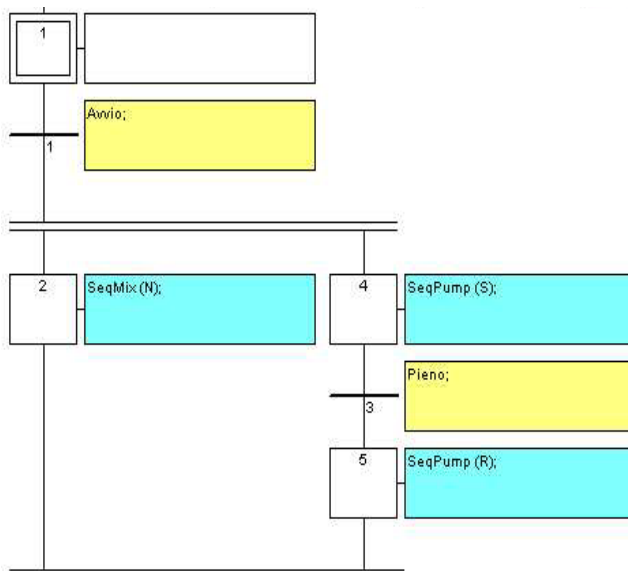 1
Avvio;
1
2
SeqMix (N);
4
SeqPump (S);
Pieno;
3
5
SeqPump (R);